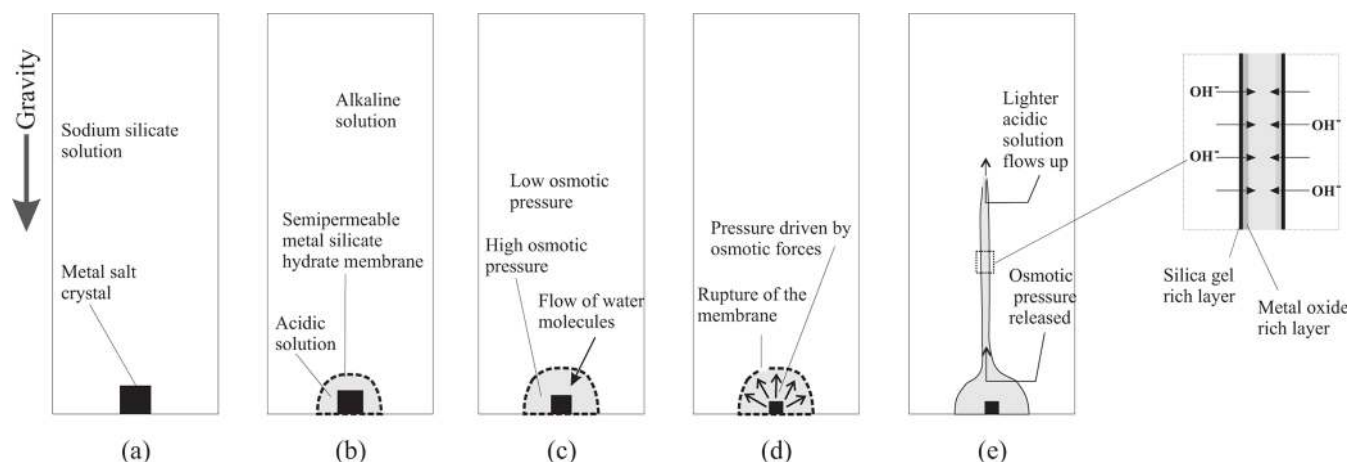 Gravity
Sodium silicate
solution
Metal salt
crystal
(a)
Alkaline
solution
Semipermeable
metal silicate
hydrate membrane
Acidic
solution
(b)
Low osmotic
pressure
High osmotic
pressure
Flow of water
molecules
(c)
Pressure driven by
osmotic forces
Rupture of the
membrane
(d)
Lighter
acidic
solution
flows up
Osmotic
pressure
released
(e)
OH⁻
OH⁻
OH⁻
OH⁻
Silica gel
rich layer
Metal oxide
rich layer